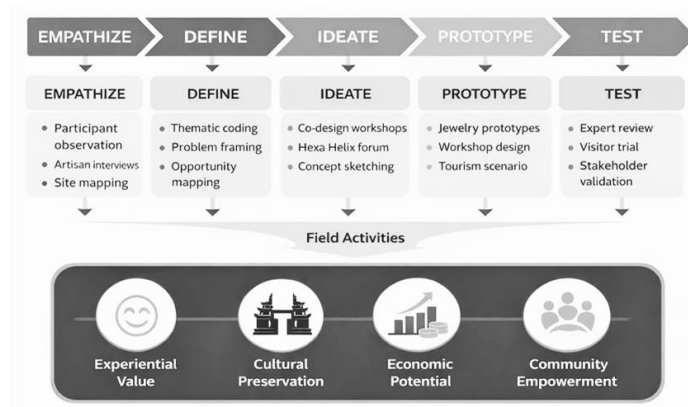 EMPATHIZE
DEFINE
IDEATE
PROTOTYPE
TEST
EMPATHIZE
• Participant
observation
• Artisan interviews
• Site mapping
DEFINE
• Thematic coding
• Problem framing
• Opportunity
mapping
IDEATE
• Co-design workshops
• Hexa Helix forum
• Concept sketching
PROTOTYPE
• Jewelry prototypes
• Workshop design
• Tourism scenario
TEST
• Expert review
• Visitor trial
• Stakeholder
validation
Field Activities
Experiential
Value
Cultural
Preservation
Economic
Potential
Community
Empowerment